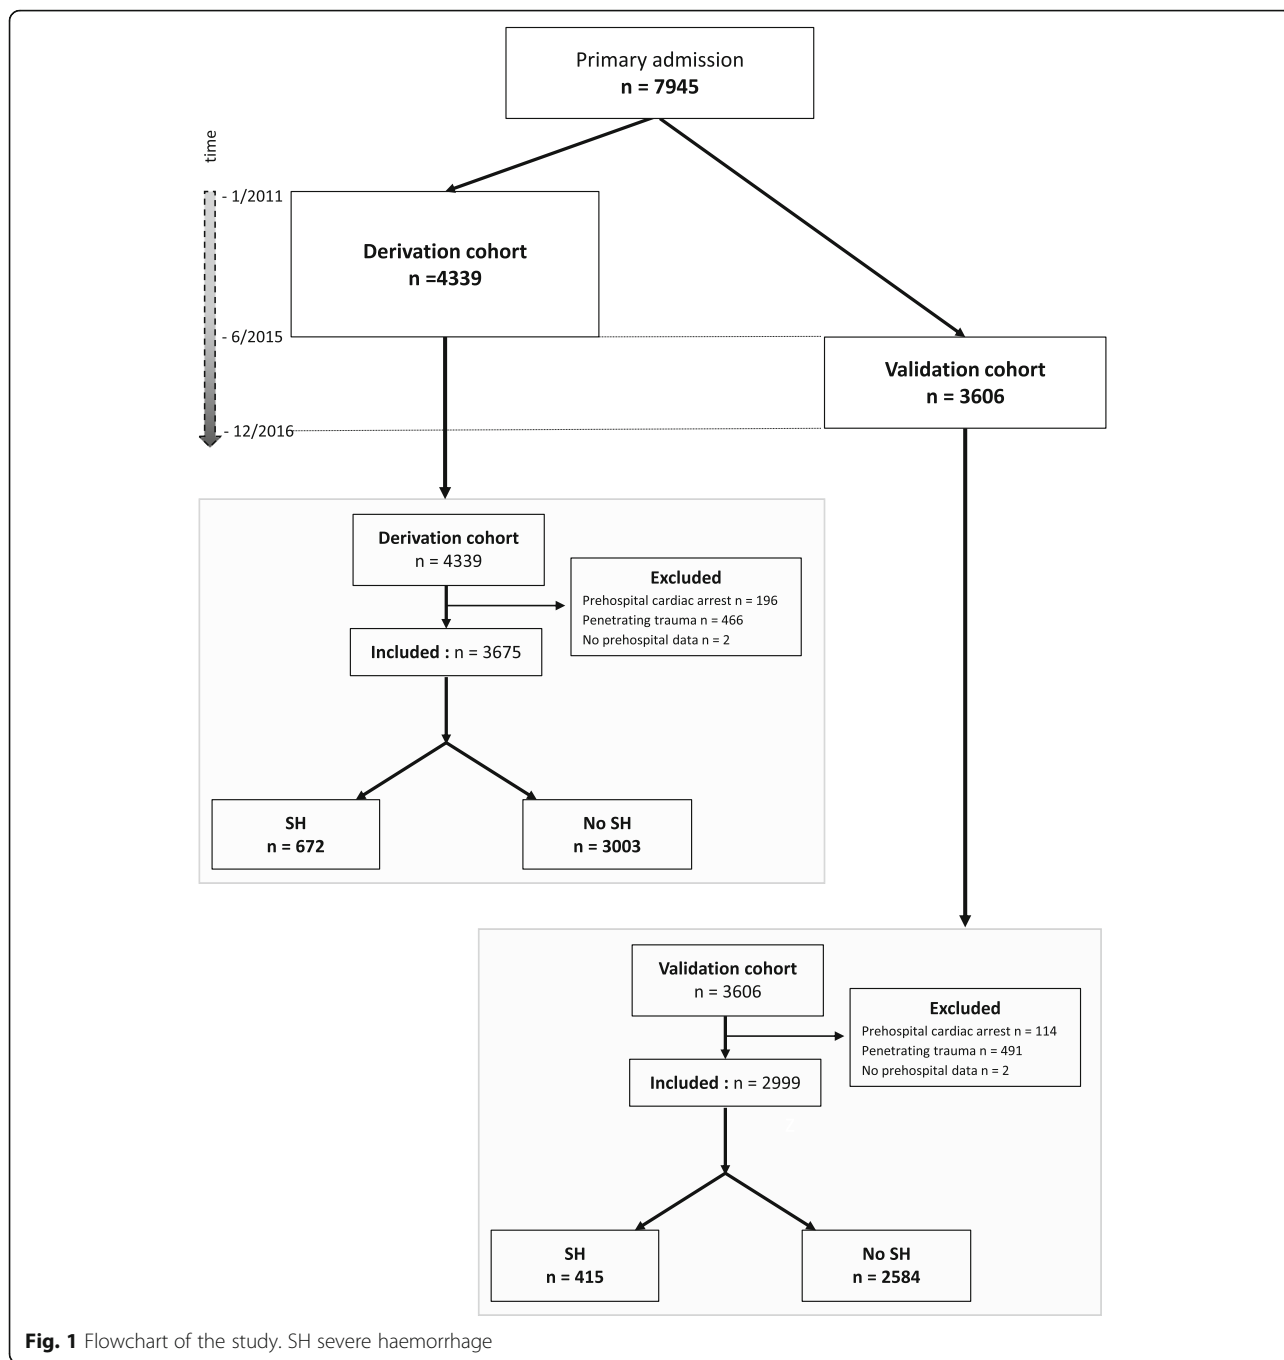 Primary admission
n = 7945
time
- 1/2011
Derivation cohort
n =4339
- 6/2015
Validation cohort
n = 3606
- 12/2016
Derivation cohort
n = 4339
Excluded
Prehospital cardiac arrest n = 196
Penetrating trauma n = 466
No prehospital data n = 2
Included : n = 3675
SH
n = 672
No SH
n = 3003
Validation cohort
n = 3606
Excluded
Prehospital cardiac arrest n = 114
Penetrating trauma n = 491
No prehospital data n = 2
Included : n = 2999
SH
n = 415
No SH
n = 2584
Fig. 1 Flowchart of the study. SH severe haemorrhage